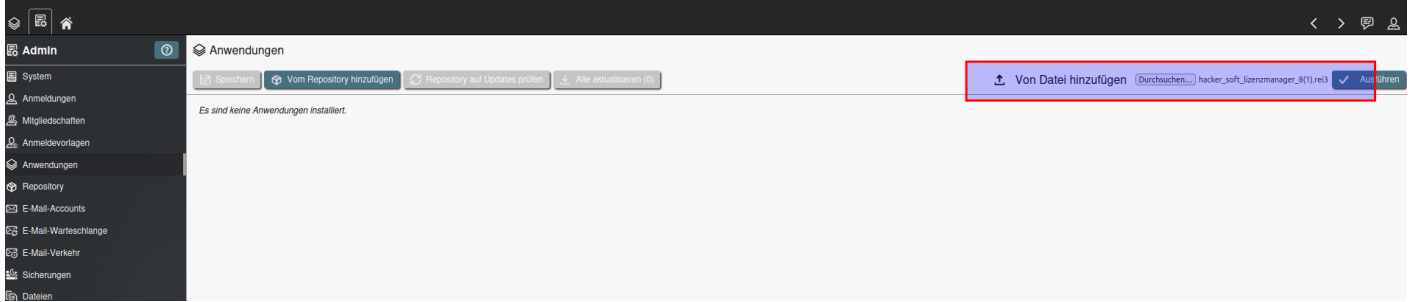 Admin
Anwendungen
System
Speichern
Vom Repository hinzufügen
Repository auf Updates prüfen
Alle aktualisieren (0)
Von Datei hinzufügen
Durchsuchen...
hacker_soft_lizenzmanager_8(1).rei3
Ausführen
Es sind keine Anwendungen installiert.
Anmeldungen
Mitgliedschaften
Anmeldevorlagen
Anwendungen
Repository
E-Mail-Accounts
E-Mail-Warteschlange
E-Mail-Verkehr
Sicherungen
Dateien